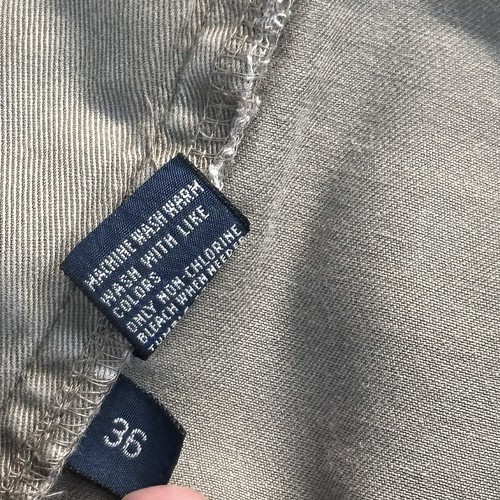 MACHINE WASH WARM
WASH WITH LIKE
COLORS
ONLY NON-CHLORINE
BLEACH WHEN NEEDED
36